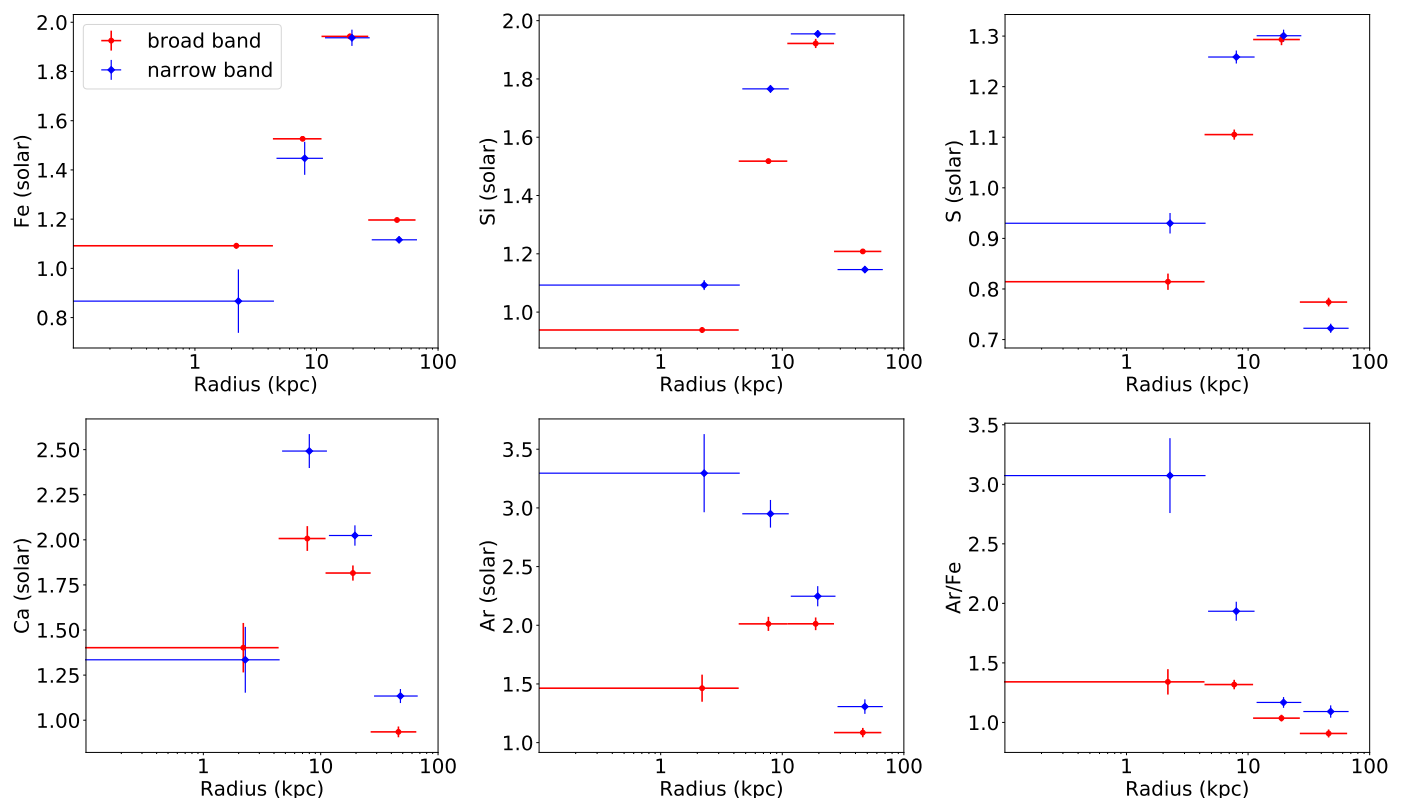 broad band
narrow band
Fe (solar)
2.0
1.8
1.6
1.4
1.2
1.0
0.8
1 10 100
Radius (kpc)
Si (solar)
2.0
1.8
1.6
1.4
1.2
1.0
1 10 100
Radius (kpc)
S (solar)
1.3
1.2
1.1
1.0
0.9
0.8
0.7
1 10 100
Radius (kpc)
Ca (solar)
2.50
2.25
2.00
1.75
1.50
1.25
1.00
1 10 100
Radius (kpc)
Ar (solar)
3.5
3.0
2.5
2.0
1.5
1.0
1 10 100
Radius (kpc)
Ar/Fe
3.5
3.0
2.5
2.0
1.5
1.0
1 10 100
Radius (kpc)